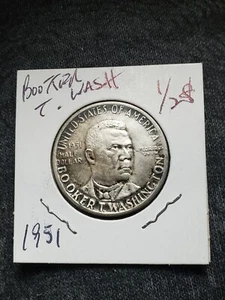 BOOKER
T. WASH
1/2$
UNITED STATES OF AMERICA
HALF
DOLLAR
BOOKER T. WASHINGTON
1951